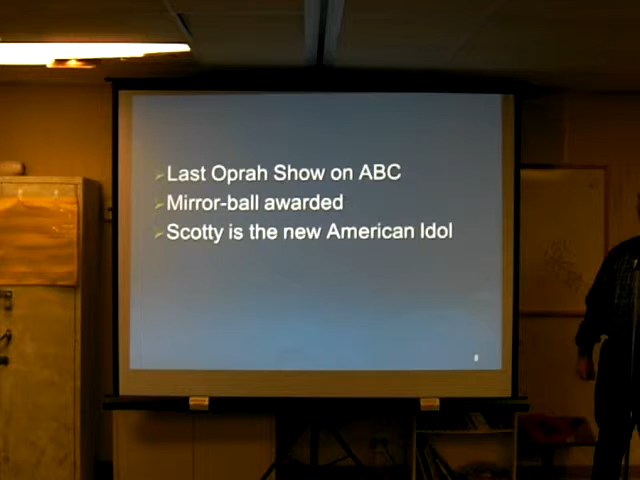 Last Oprah Show on ABC
Mirror-ball awarded
Scotty is the new American Idol
8